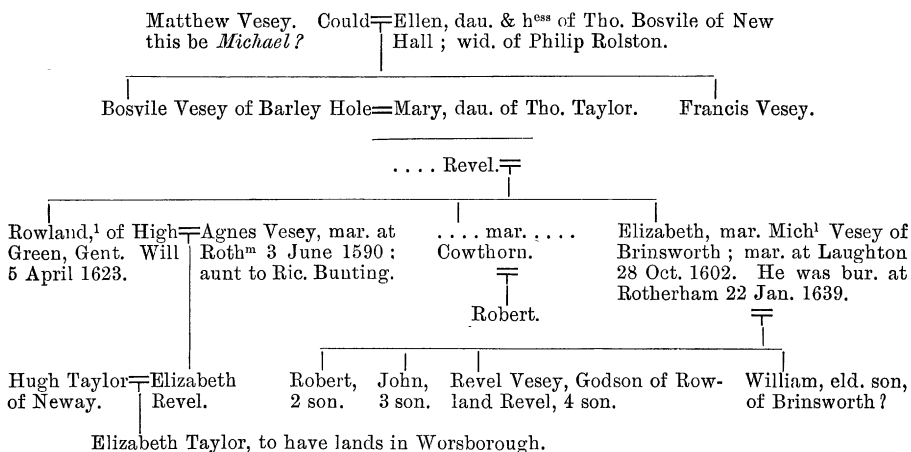 Matthew Vesey. Could
this be Michael?
Ellen, dau. & hess of Tho. Bosvile of New
Hall ; wid. of Philip Rolston.
Bosvile Vesey of Barley Hole=Mary, dau. of Tho. Taylor.
Francis Vesey.
. . . . Revel.
Rowland,¹ of High
Green, Gent. Will
5 April 1623.
Agnes Vesey, mar. at
Rothm 3 June 1590 :
aunt to Ric. Bunting.
. . . . mar. . . . .
Cowthorn.
Robert.
Elizabeth, mar. Michl Vesey of
Brinsworth ; mar. at Laughton
28 Oct. 1602. He was bur. at
Rotherham 22 Jan. 1639.
Hugh Taylor
of Neway.
Elizabeth
Revel.
Robert,
2 son.
John,
3 son.
Revel Vesey, Godson of Row-
land Revel, 4 son.
William, eld. son,
of Brinsworth ?
Elizabeth Taylor, to have lands in Worsborough.